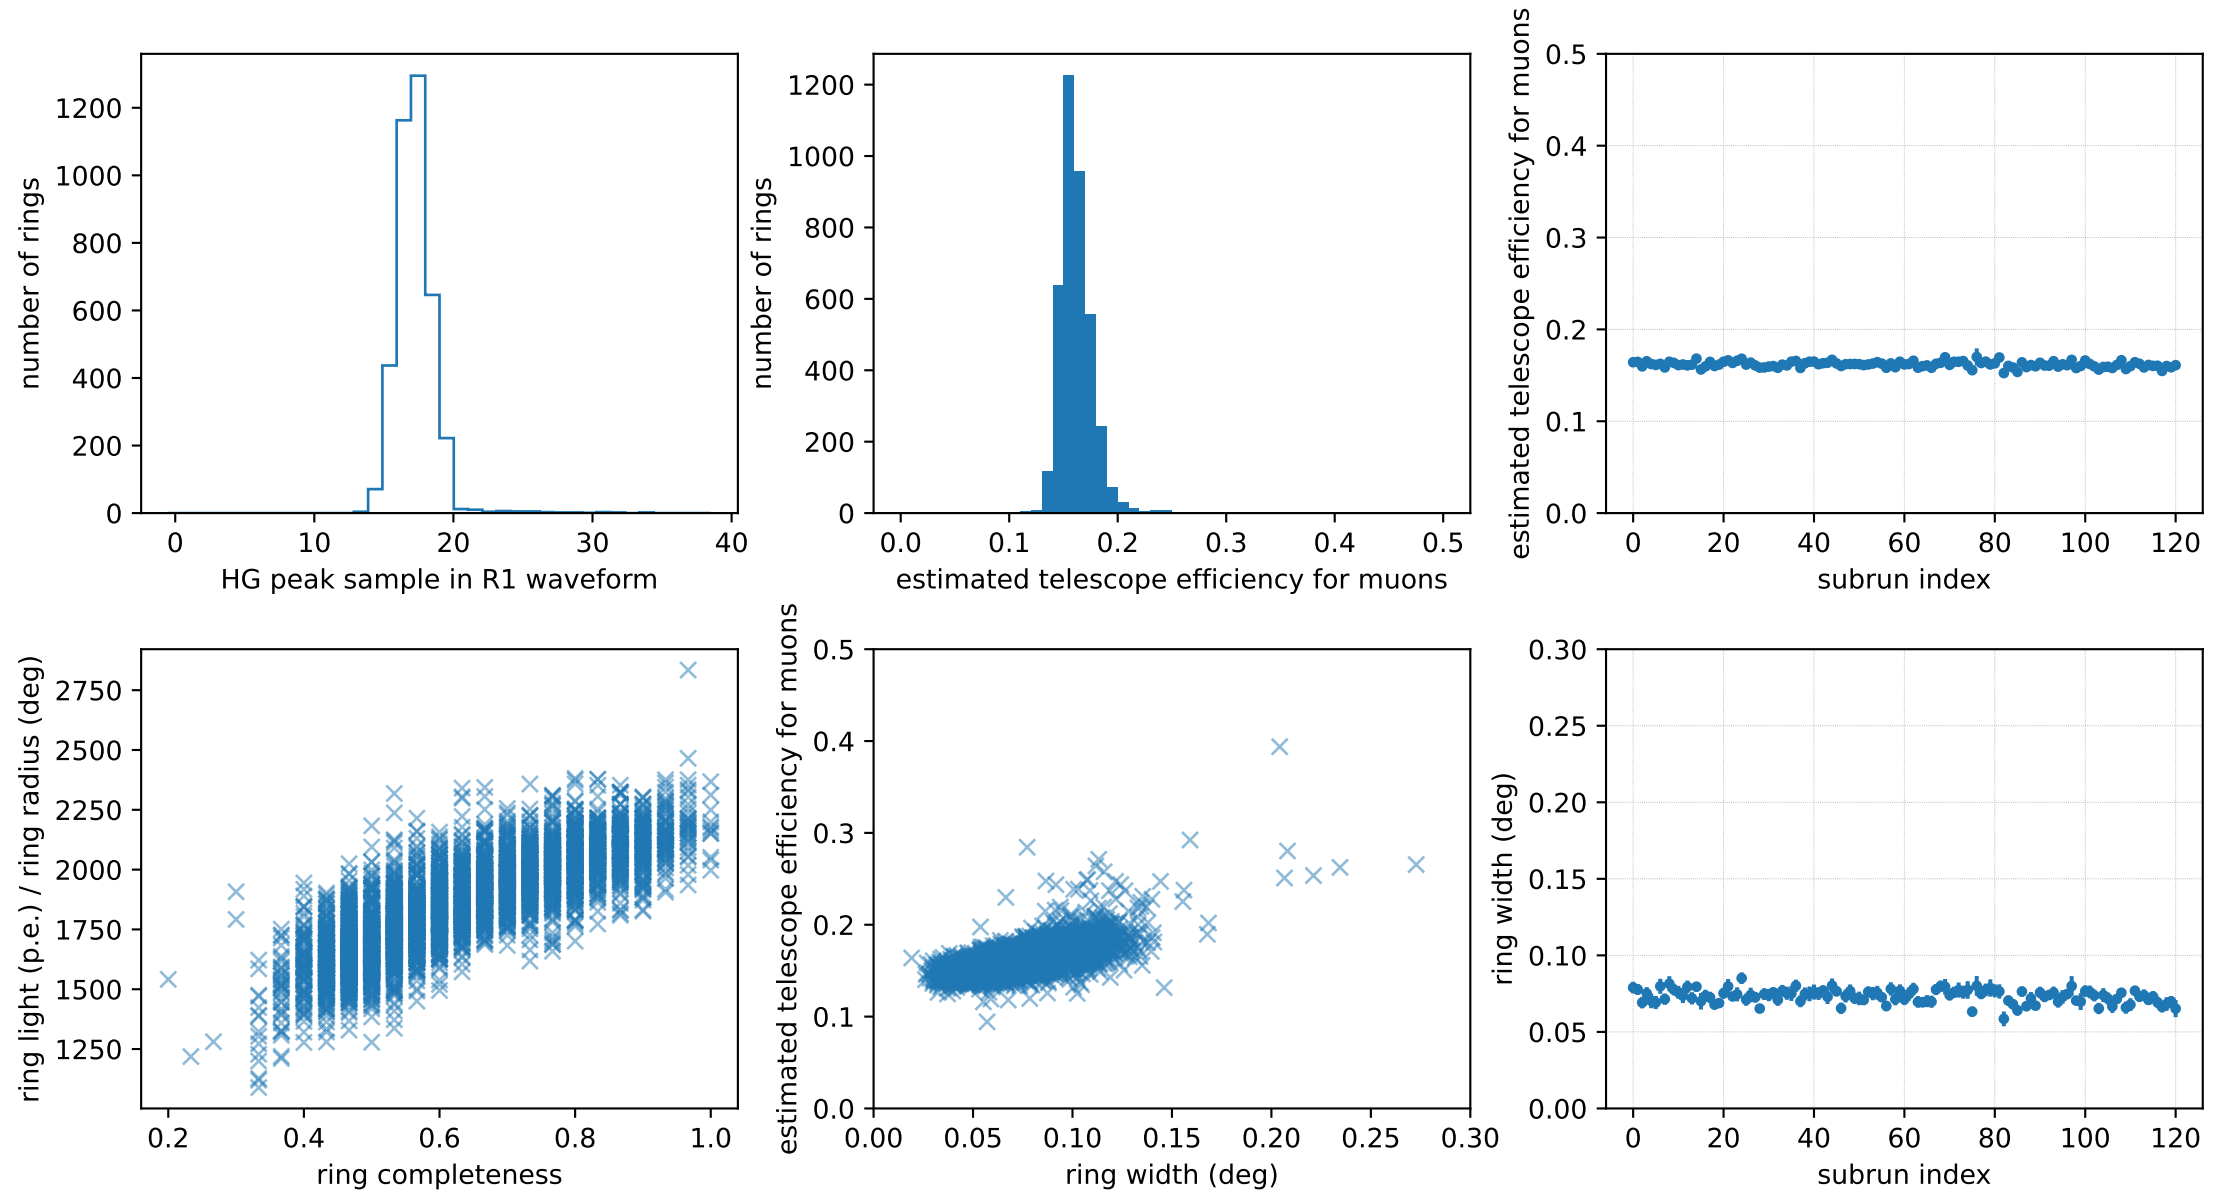 number of rings
1200
1000
800
600
400
200
0
0 10 20 30 40
HG peak sample in R1 waveform
number of rings
1200
1000
800
600
400
200
0
0.0 0.1 0.2 0.3 0.4 0.5
estimated telescope efficiency for muons
estimated telescope efficiency for muons
0.5
0.4
0.3
0.2
0.1
0.0
0 20 40 60 80 100 120
subrun index
ring light (p.e.) / ring radius (deg)
2750
2500
2250
2000
1750
1500
1250
0.2 0.4 0.6 0.8 1.0
ring completeness
estimated telescope efficiency for muons
0.5
0.4
0.3
0.2
0.1
0.0
0.00 0.05 0.10 0.15 0.20 0.25 0.30
ring width (deg)
ring width (deg)
0.30
0.25
0.20
0.15
0.10
0.05
0.00
0 20 40 60 80 100 120
subrun index